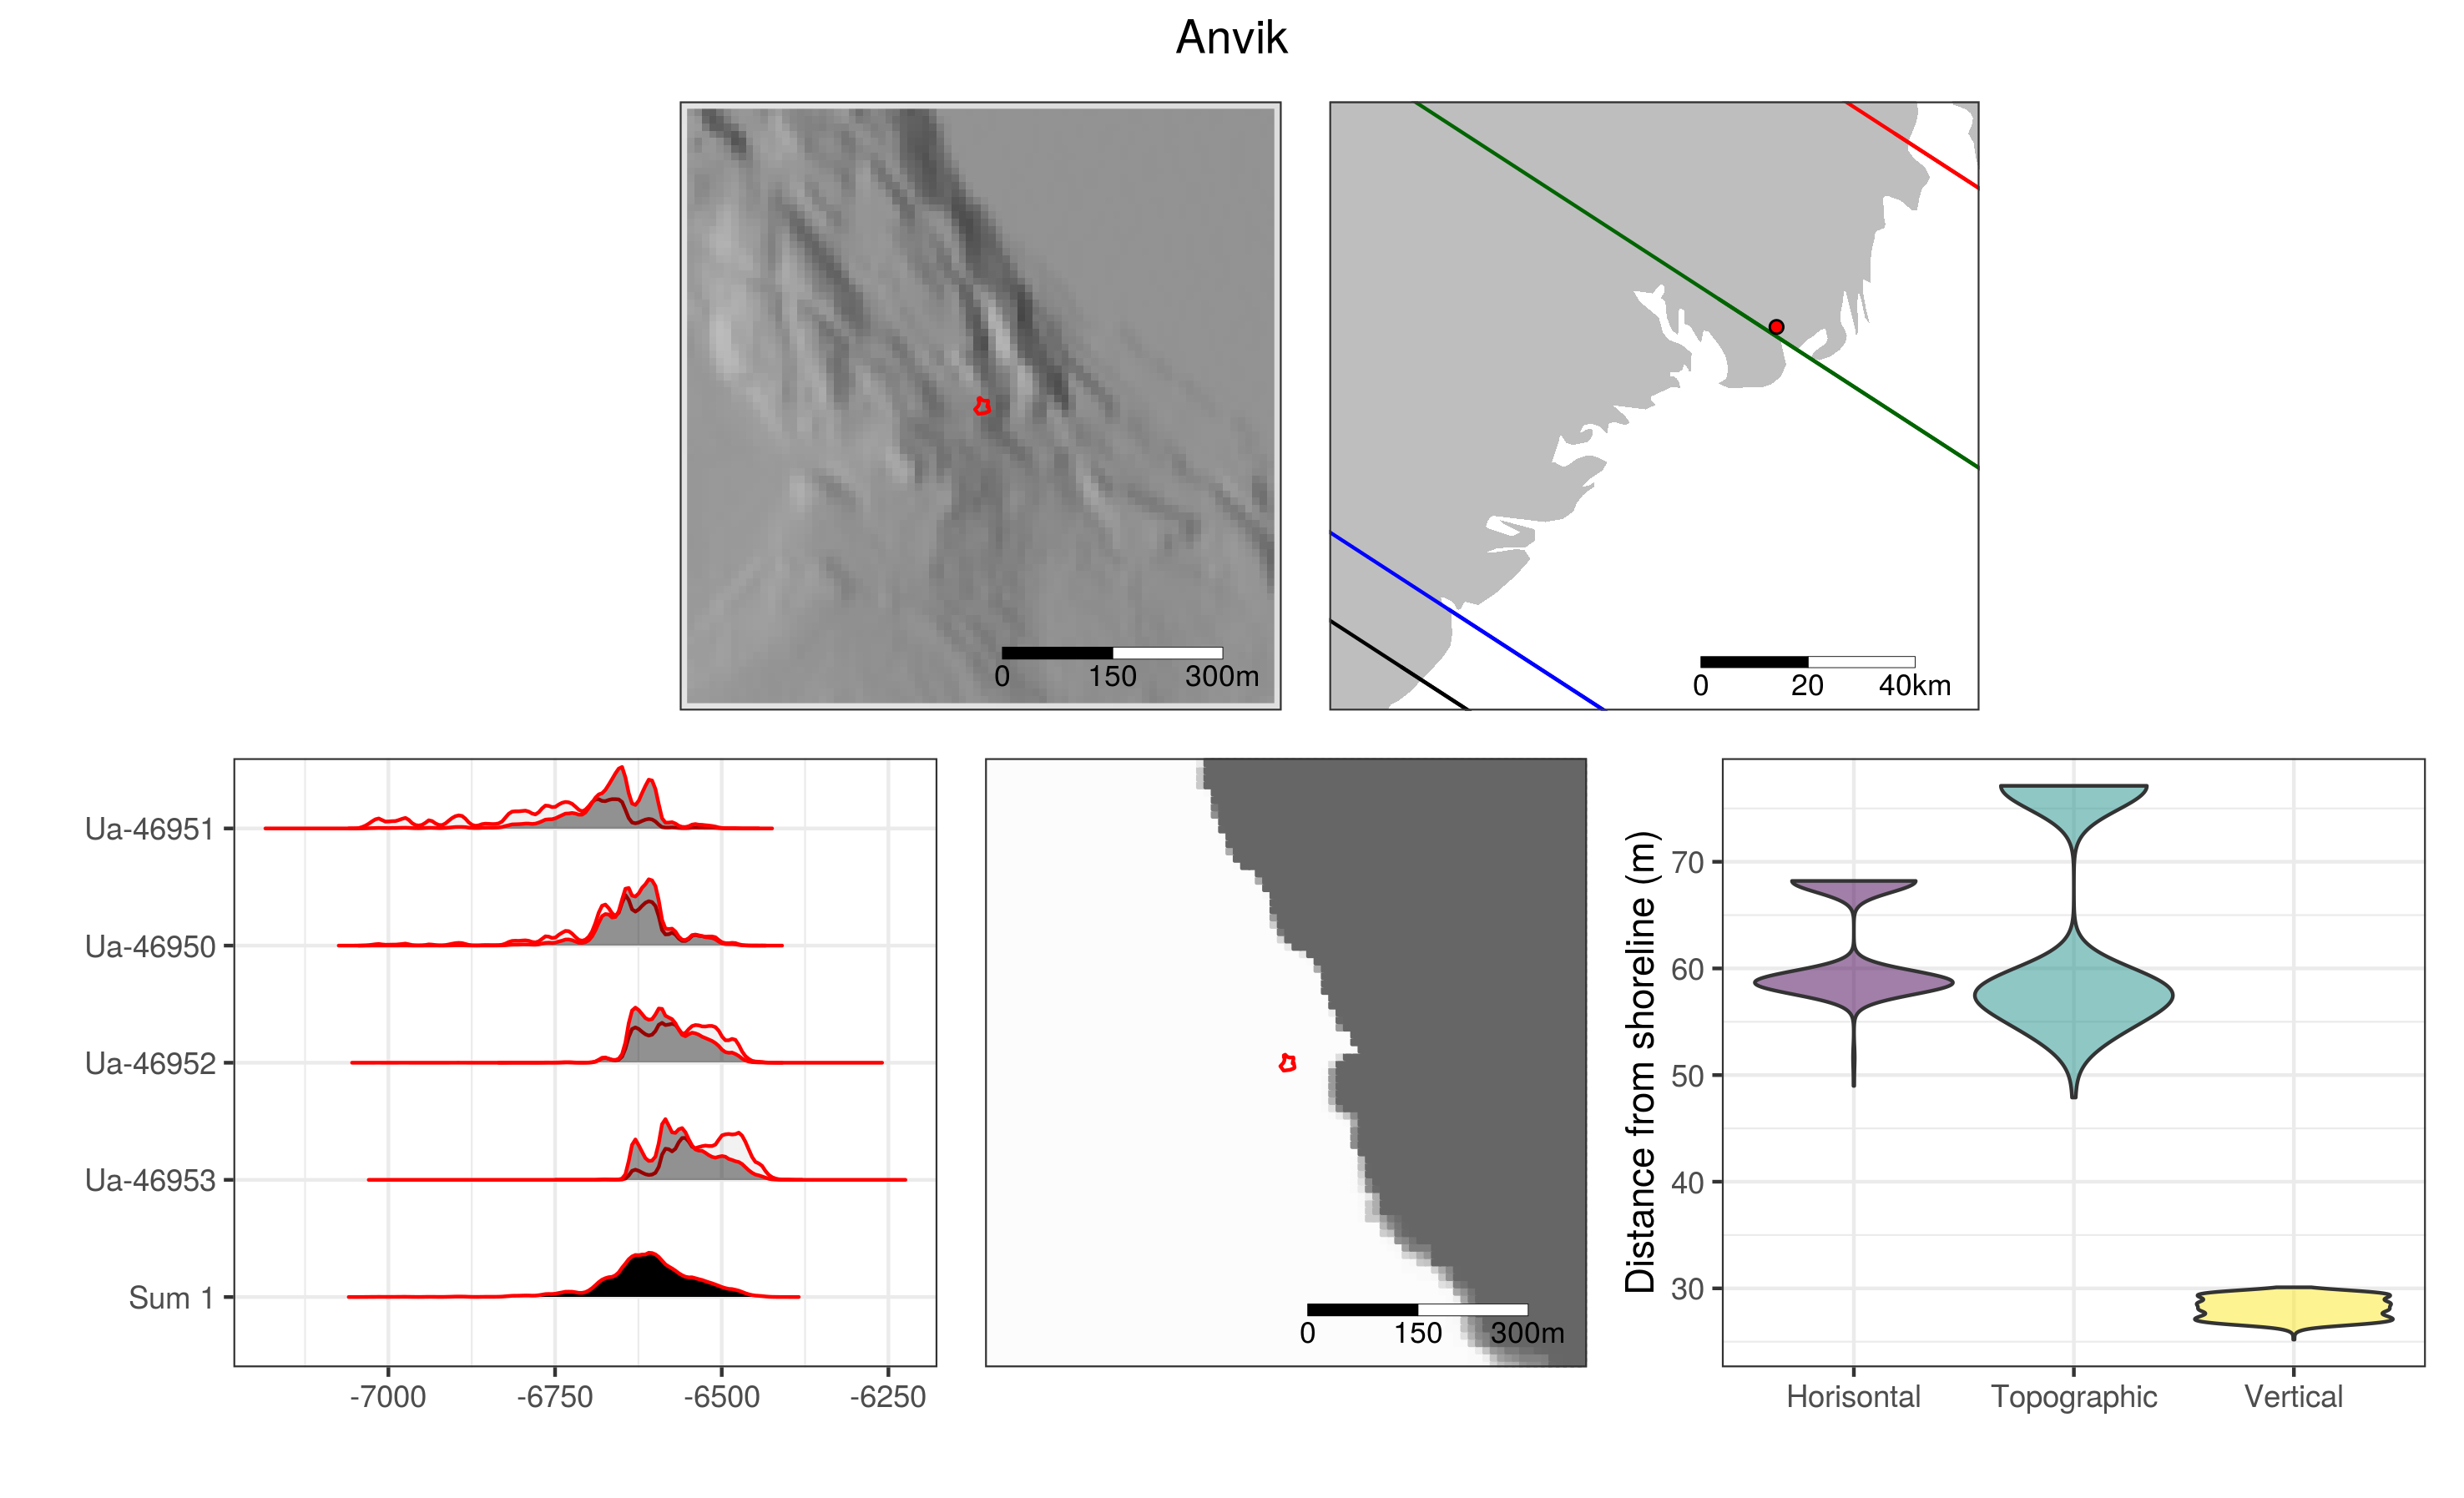 Anvik
0 150 300m
0 20 40km
Ua-46951
Ua-46950
Ua-46952
Ua-46953
Sum 1
-7000 -6750 -6500 -6250
0 150 300m
Distance from shoreline (m)
70
60
50
40
30
Horisontal Topographic Vertical